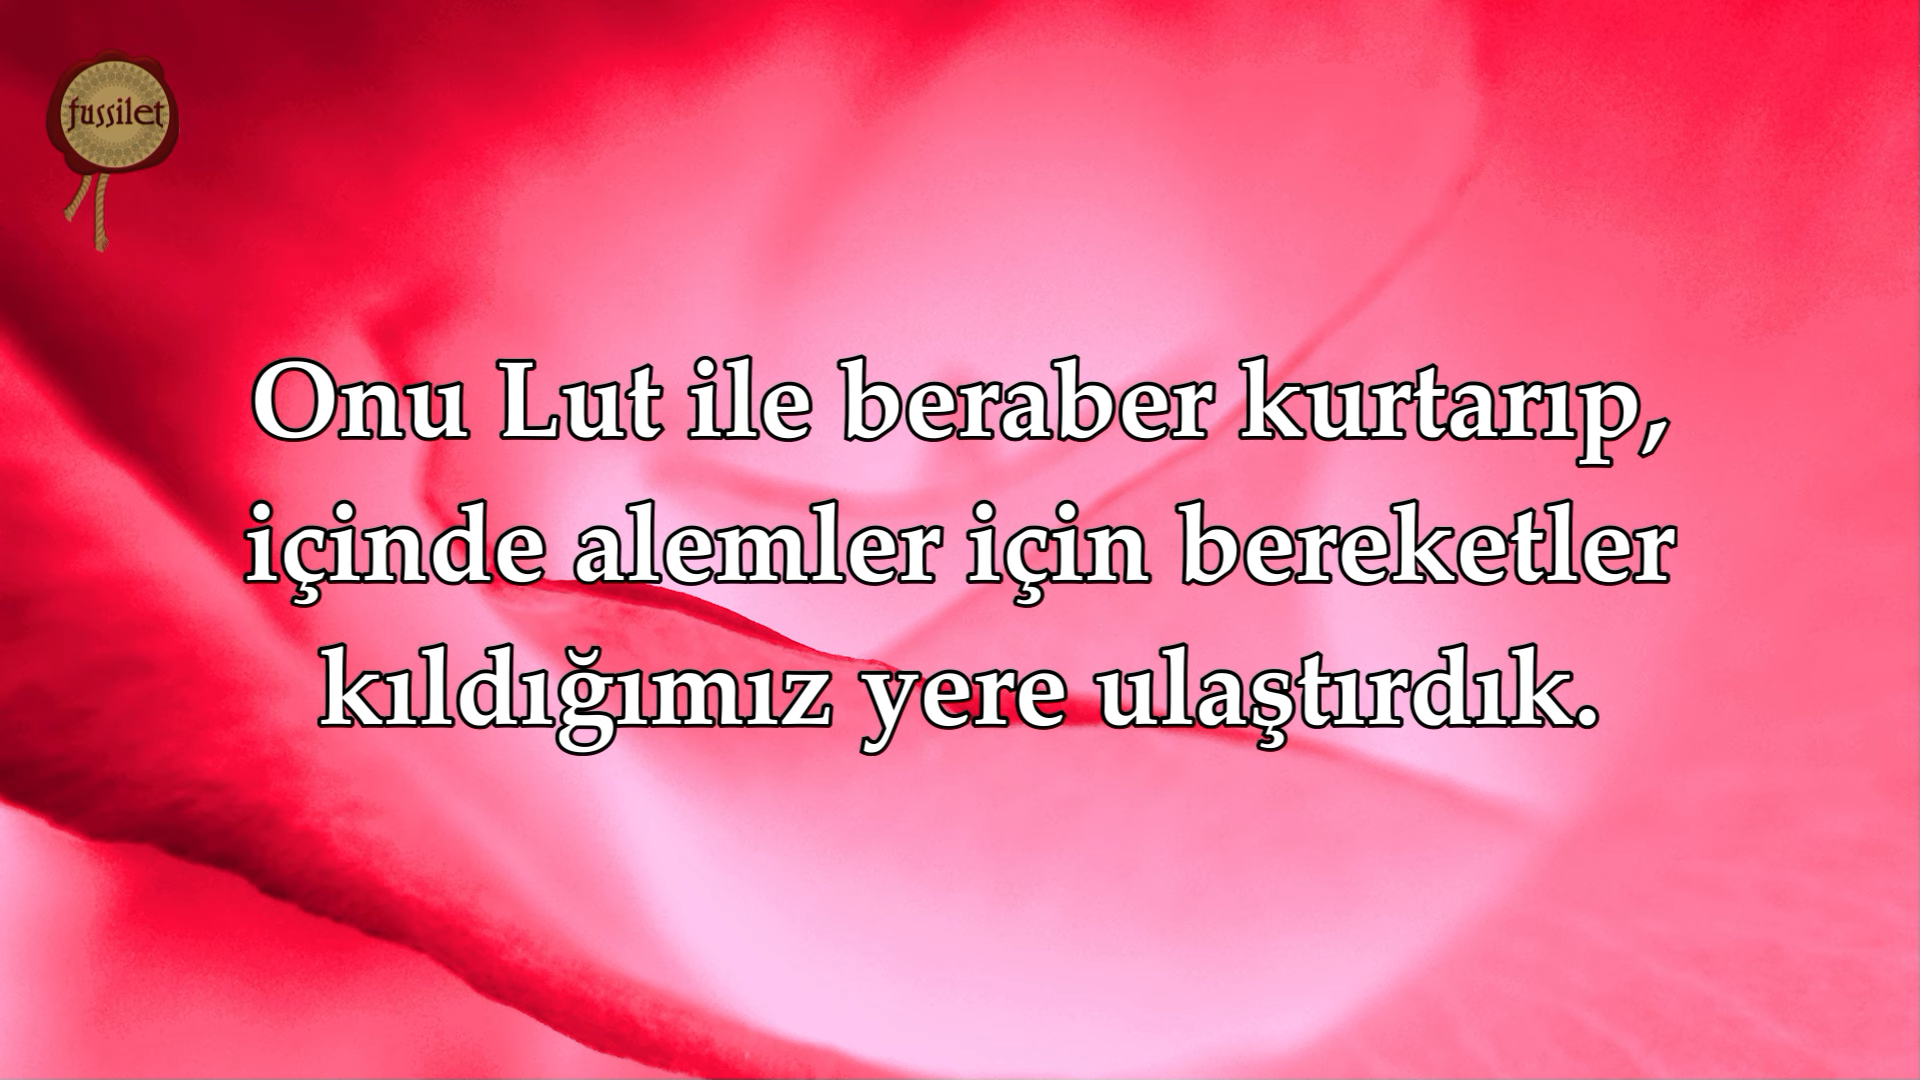 fussilet
Onu Lut ile beraber kurtarıp,
içinde alemler için bereketler
kıldığımız yere ulaştırdık.